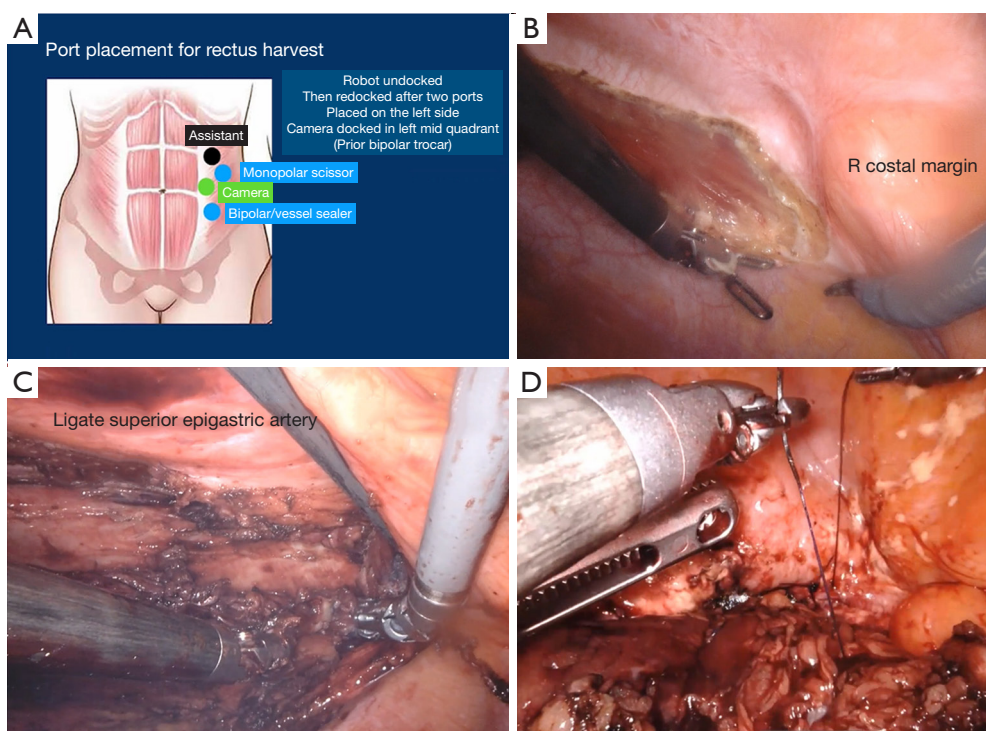 A
Port placement for rectus harvest
Robot undocked
Then redocked after two ports
Placed on the left side
Camera docked in left mid quadrant
(Prior bipolar trocar)
Assistant
Monopolar scissor
Camera
Bipolar/vessel sealer
B
R costal margin
C
Ligate superior epigastric artery
D